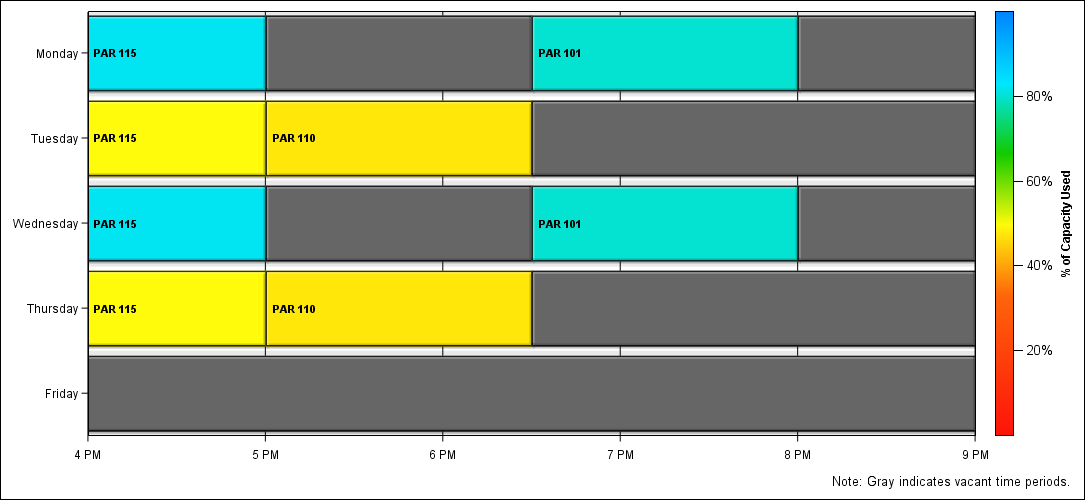 Monday
PAR 115
PAR 101
80%
Tuesday
PAR 115
PAR 110
60%
% of Capacity Used
Wednesday
PAR 115
PAR 101
40%
Thursday
PAR 115
PAR 110
20%
Friday
4 PM
5 PM
6 PM
7 PM
8 PM
9 PM
Note: Gray indicates vacant time periods.